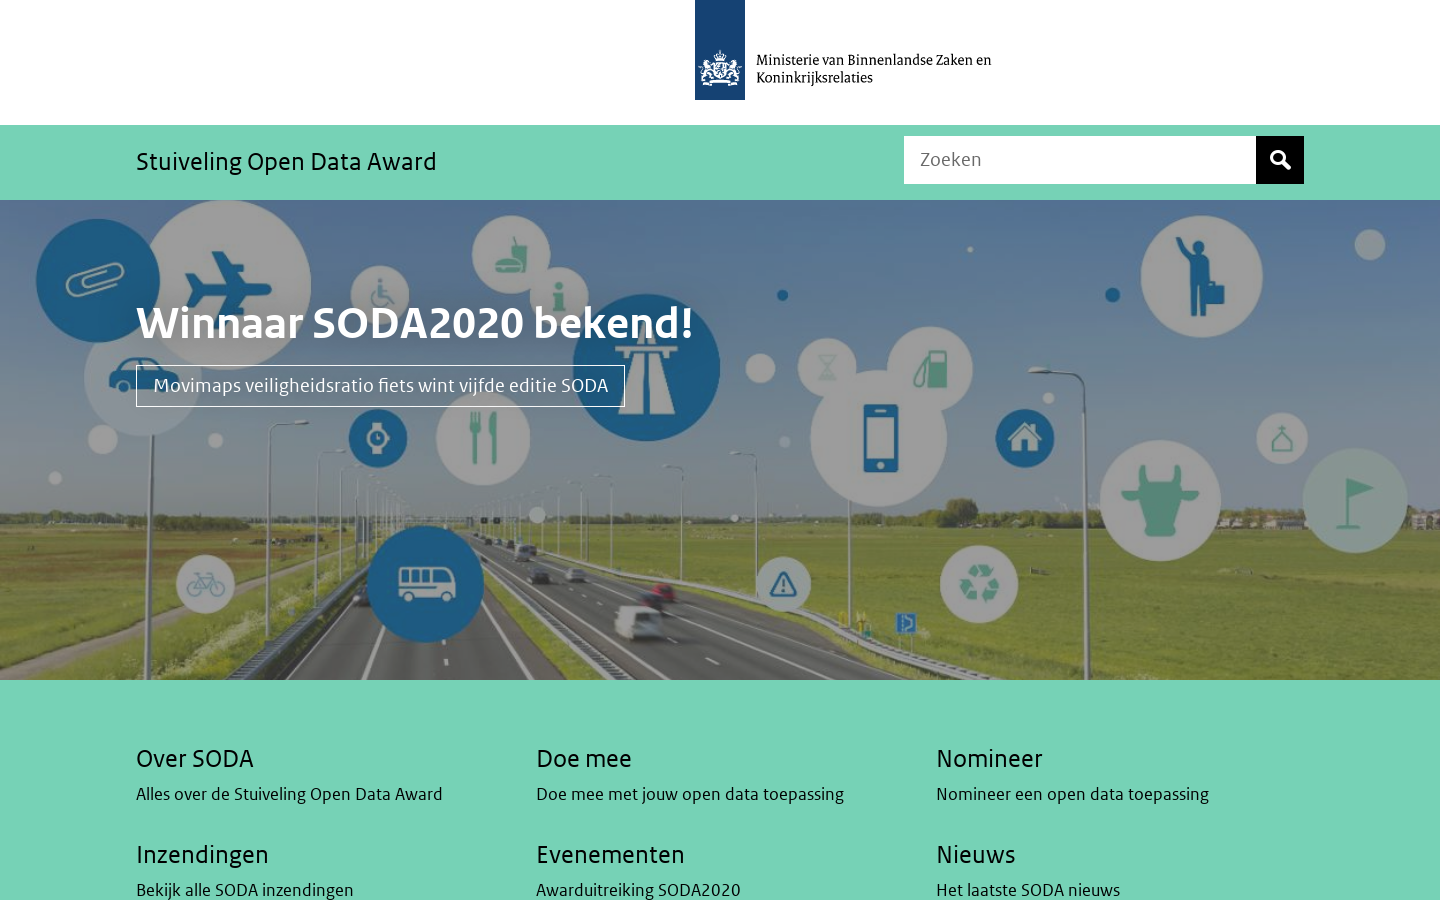 Ministerie van Binnenlandse Zaken en
Koninkrijksrelaties
Stuiveling Open Data Award
Zoeken
Winnaar SODA2020 bekend!
Movimaps veiligheidsratio fiets wint vijfde editie SODA
Over SODA
Alles over de Stuiveling Open Data Award
Doe mee
Doe mee met jouw open data toepassing
Nomineer
Nomineer een open data toepassing
Inzendingen
Bekijk alle SODA inzendingen
Evenementen
Awarduitreiking SODA2020
Nieuws
Het laatste SODA nieuws